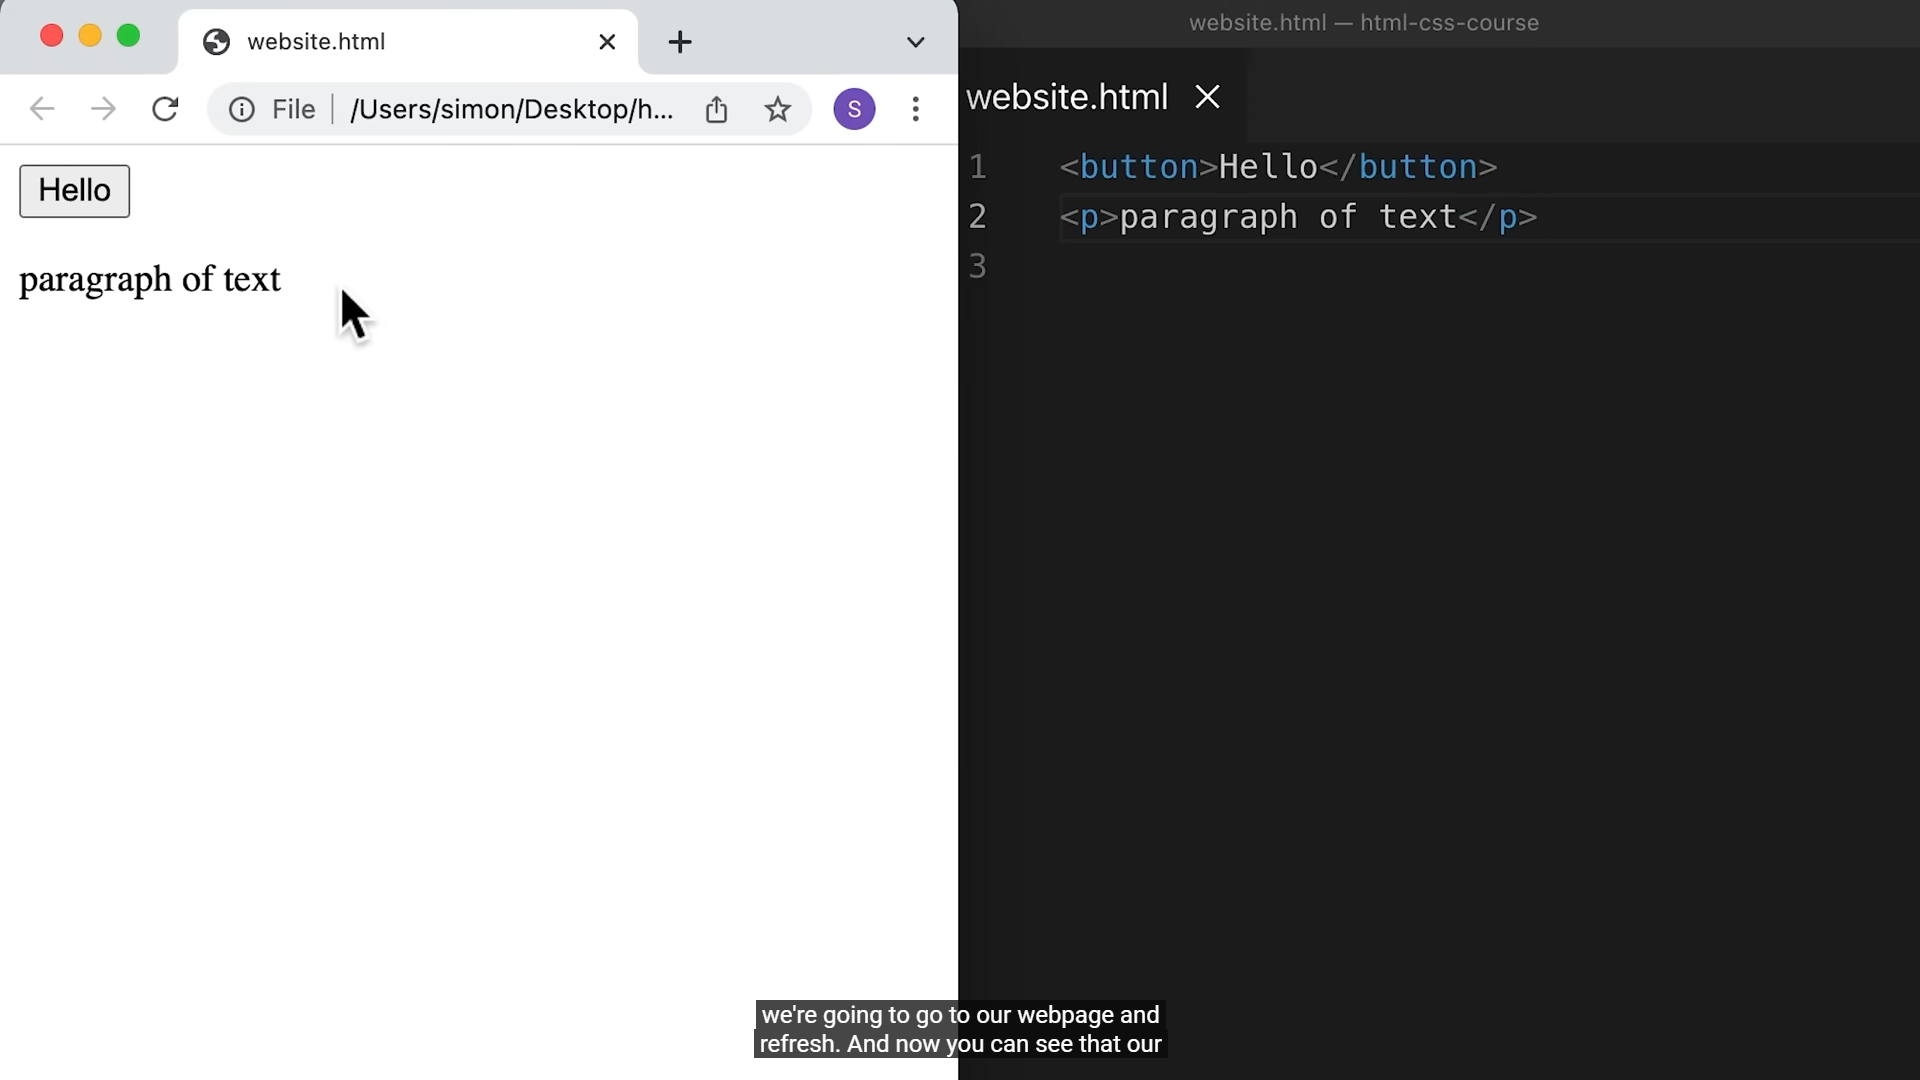 website.html
File
/Users/simon/Desktop/h...
S
Hello
paragraph of text
website.html — html-css-course
website.html
1 <button>Hello</button>
2 <p>paragraph of text</p>
3
we're going to go to our webpage and
refresh. And now you can see that our